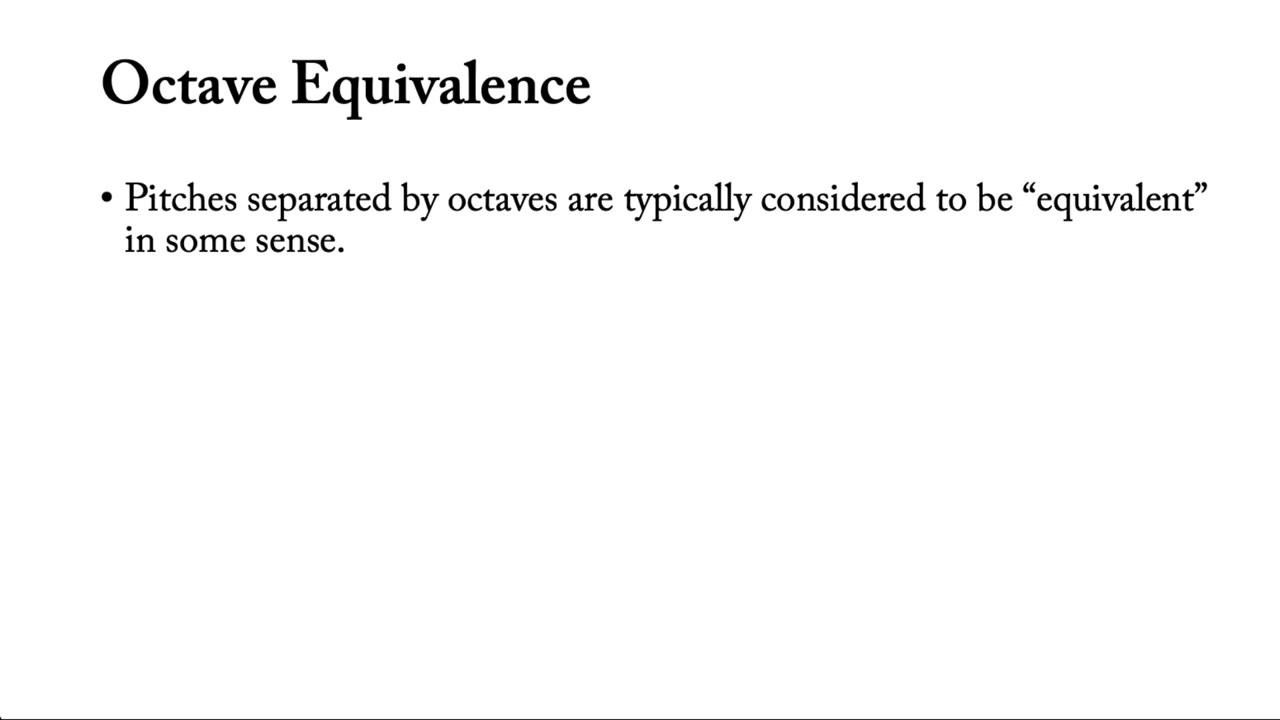 Octave Equivalence
• Pitches separated by octaves are typically considered to be “equivalent”
in some sense.